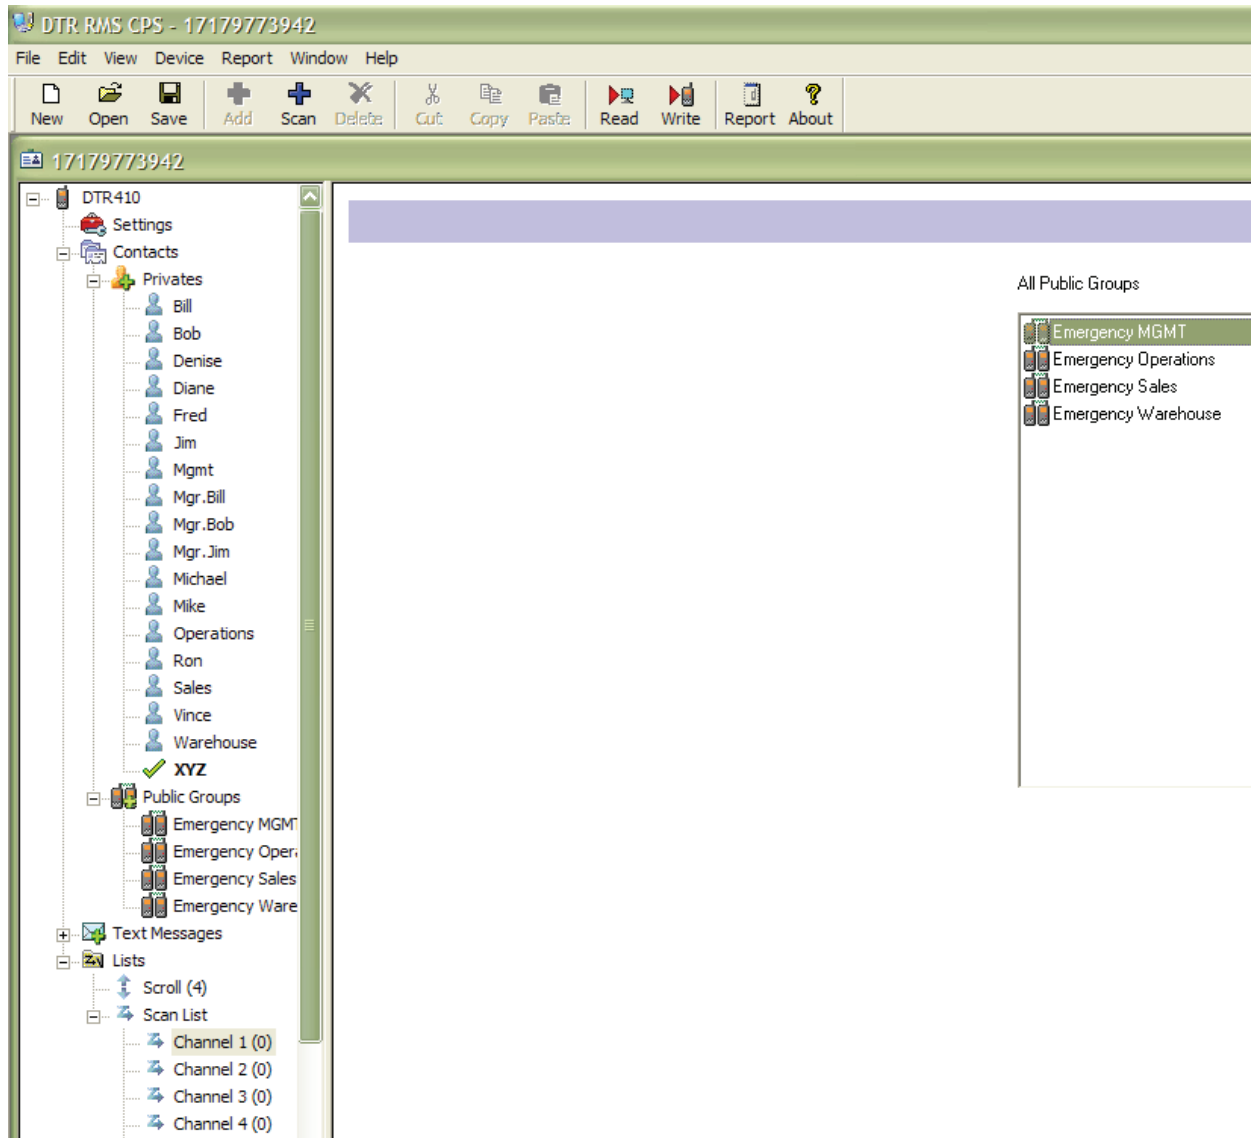 DTR RMS CPS - 17179773942
File Edit View Device Report Window Help
New Open Save Add Scan Delete Cut Copy Paste Read Write Report About
17179773942
DTR410
Settings
Contacts
Privates
Bill
Bob
Denise
Diane
Fred
Jim
Mgmt
Mgr.Bill
Mgr.Bob
Mgr.Jim
Michael
Mike
Operations
Ron
Sales
Vince
Warehouse
XYZ
Public Groups
Emergency MGMT
Emergency Oper
Emergency Sales
Emergency Ware
Text Messages
Lists
Scroll (4)
Scan List
Channel 1 (0)
Channel 2 (0)
Channel 3 (0)
Channel 4 (0)
All Public Groups
Emergency MGMT
Emergency Operations
Emergency Sales
Emergency Warehouse